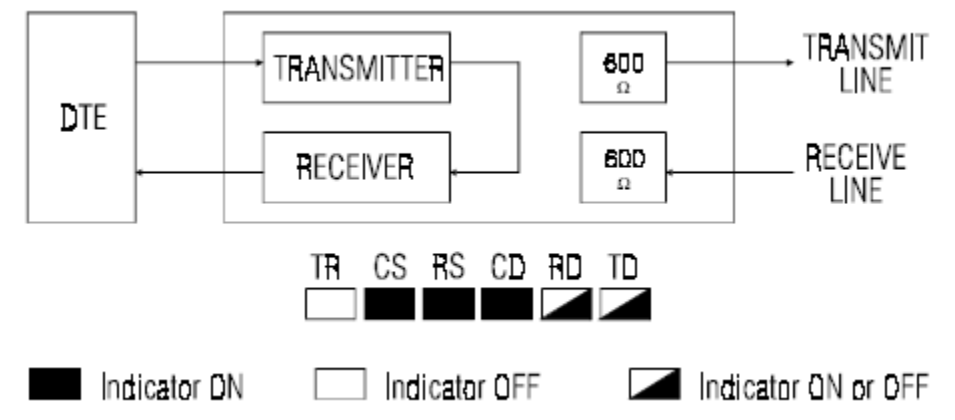 DTE
TRANSMITTER
600
Ω
TRANSMIT
LINE
RECEIVER
600
Ω
RECEIVE
LINE
TR CS RS CD RD TD
Indicator ON Indicator OFF Indicator ON or OFF